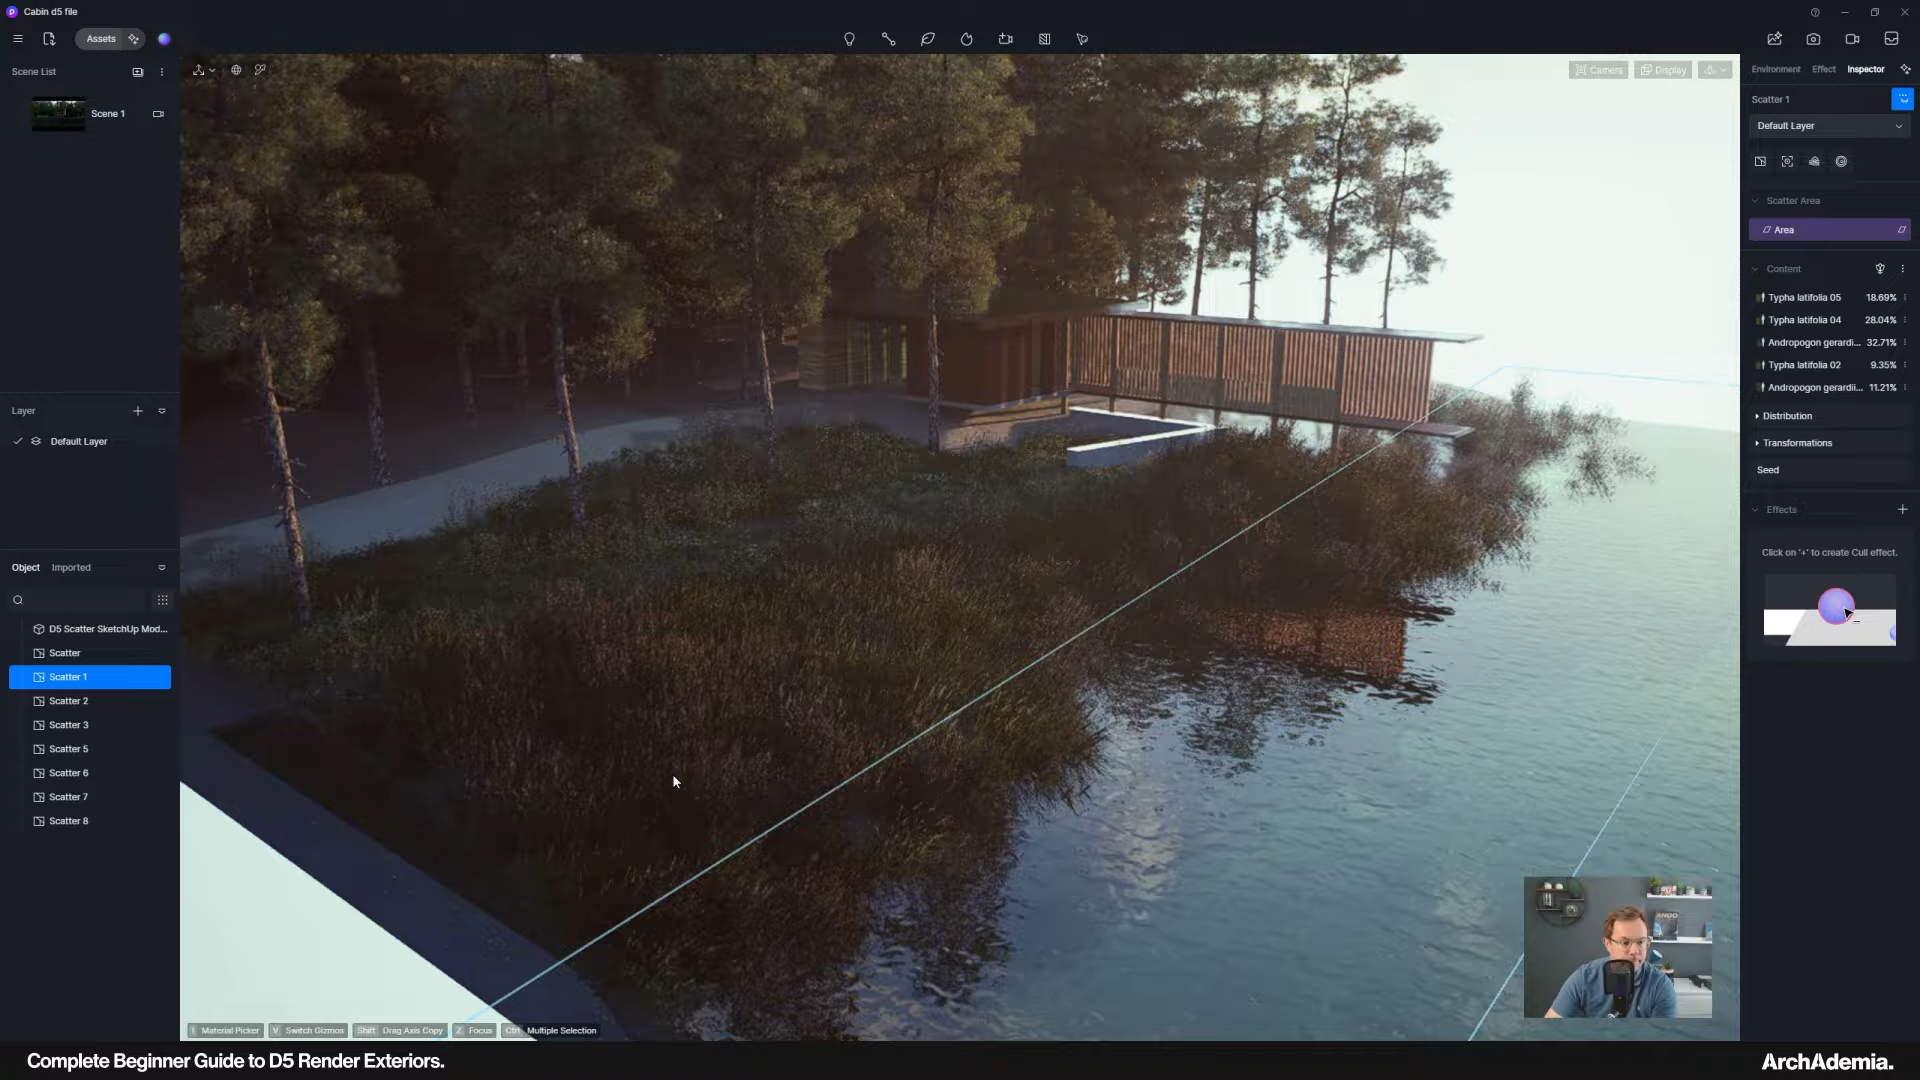 Cabin d5 file
Assets
Scene List
Scene 1
Layer
Default Layer
Object
Imported
D5 Scatter SketchUp Mod...
Scatter
Scatter 1
Scatter 2
Scatter 3
Scatter 5
Scatter 6
Scatter 7
Scatter 8
Camera
Display
Environment
Effect
Inspector
Scatter 1
Default Layer
Scatter Area
Area
Content
Typha latifolia 05 18.69%
Typha latifolia 04 28.04%
Andropogon gerardi... 32.71%
Typha latifolia 02 9.35%
Andropogon gerardii... 11.21%
Distribution
Transformations
Seed
Effects
Click on '+' to create Cull effect.
ANDO
I Material Picker
V Switch Gizmos
Shift Drag Axis Copy
Z Focus
Ctrl Multiple Selection
Complete Beginner Guide to D5 Render Exteriors.
ArchAdemia.